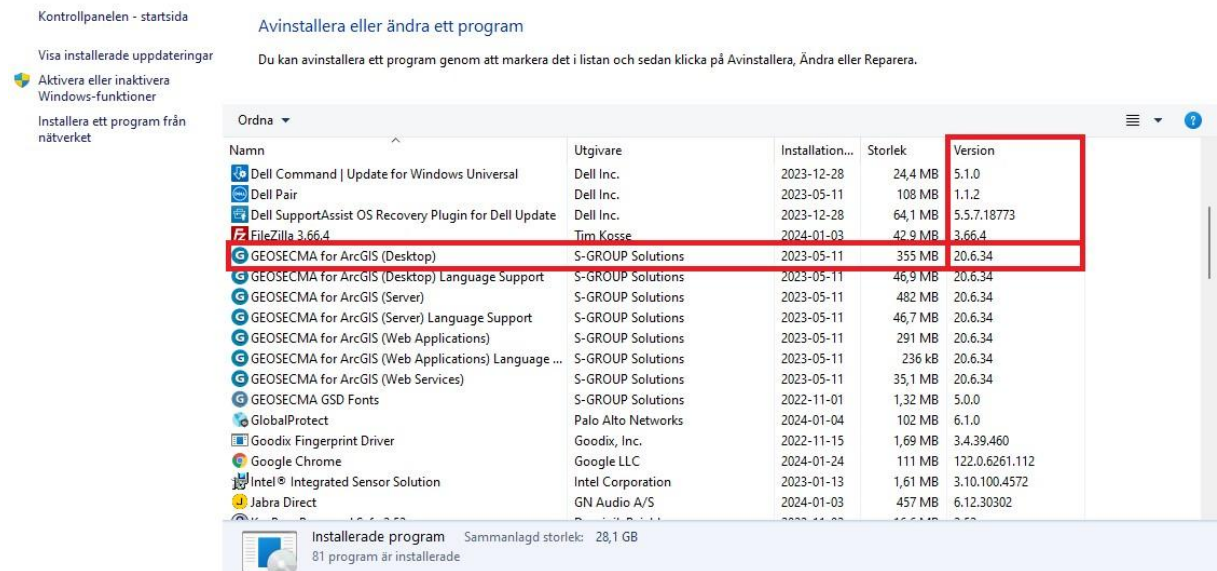 Kontrollpanelen - startsida
Visa installerade uppdateringar
Aktivera eller inaktivera
Windows-funktioner
Installera ett program från
nätverket
Avinstallera eller ändra ett program
Du kan avinstallera ett program genom att markera det i listan och sedan klicka på Avinstallera, Ändra eller Reparera.
Ordna
Namn Utgivare Installation... Storlek Version
Dell Command | Update for Windows Universal Dell Inc. 2023-12-28 24,4 MB 5.1.0
Dell Pair Dell Inc. 2023-05-11 108 MB 1.1.2
Dell SupportAssist OS Recovery Plugin for Dell Update Dell Inc. 2023-12-28 64,1 MB 5.5.7.18773
FileZilla 3.66.4 Tim Kosse 2024-01-03 42,9 MB 3.66.4
GEOSECMA for ArcGIS (Desktop) S-GROUP Solutions 2023-05-11 355 MB 20.6.34
GEOSECMA for ArcGIS (Desktop) Language Support S-GROUP Solutions 2023-05-11 46,9 MB 20.6.34
GEOSECMA for ArcGIS (Server) S-GROUP Solutions 2023-05-11 482 MB 20.6.34
GEOSECMA for ArcGIS (Server) Language Support S-GROUP Solutions 2023-05-11 46,7 MB 20.6.34
GEOSECMA for ArcGIS (Web Applications) S-GROUP Solutions 2023-05-11 291 MB 20.6.34
GEOSECMA for ArcGIS (Web Applications) Language ... S-GROUP Solutions 2023-05-11 236 kB 20.6.34
GEOSECMA for ArcGIS (Web Services) S-GROUP Solutions 2023-05-11 35,1 MB 20.6.34
GEOSECMA GSD Fonts S-GROUP Solutions 2022-11-01 1,32 MB 5.0.0
GlobalProtect Palo Alto Networks 2024-01-04 102 MB 6.1.0
Goodix Fingerprint Driver Goodix, Inc. 2022-11-15 1,69 MB 3.4.39.460
Google Chrome Google LLC 2024-01-24 111 MB 122.0.6261.112
Intel® Integrated Sensor Solution Intel Corporation 2023-01-13 1,61 MB 3.10.100.4572
Jabra Direct GN Audio A/S 2024-01-03 457 MB 6.12.30302
Installerade program Sammanlagd storlek: 28,1 GB
81 program är installerade